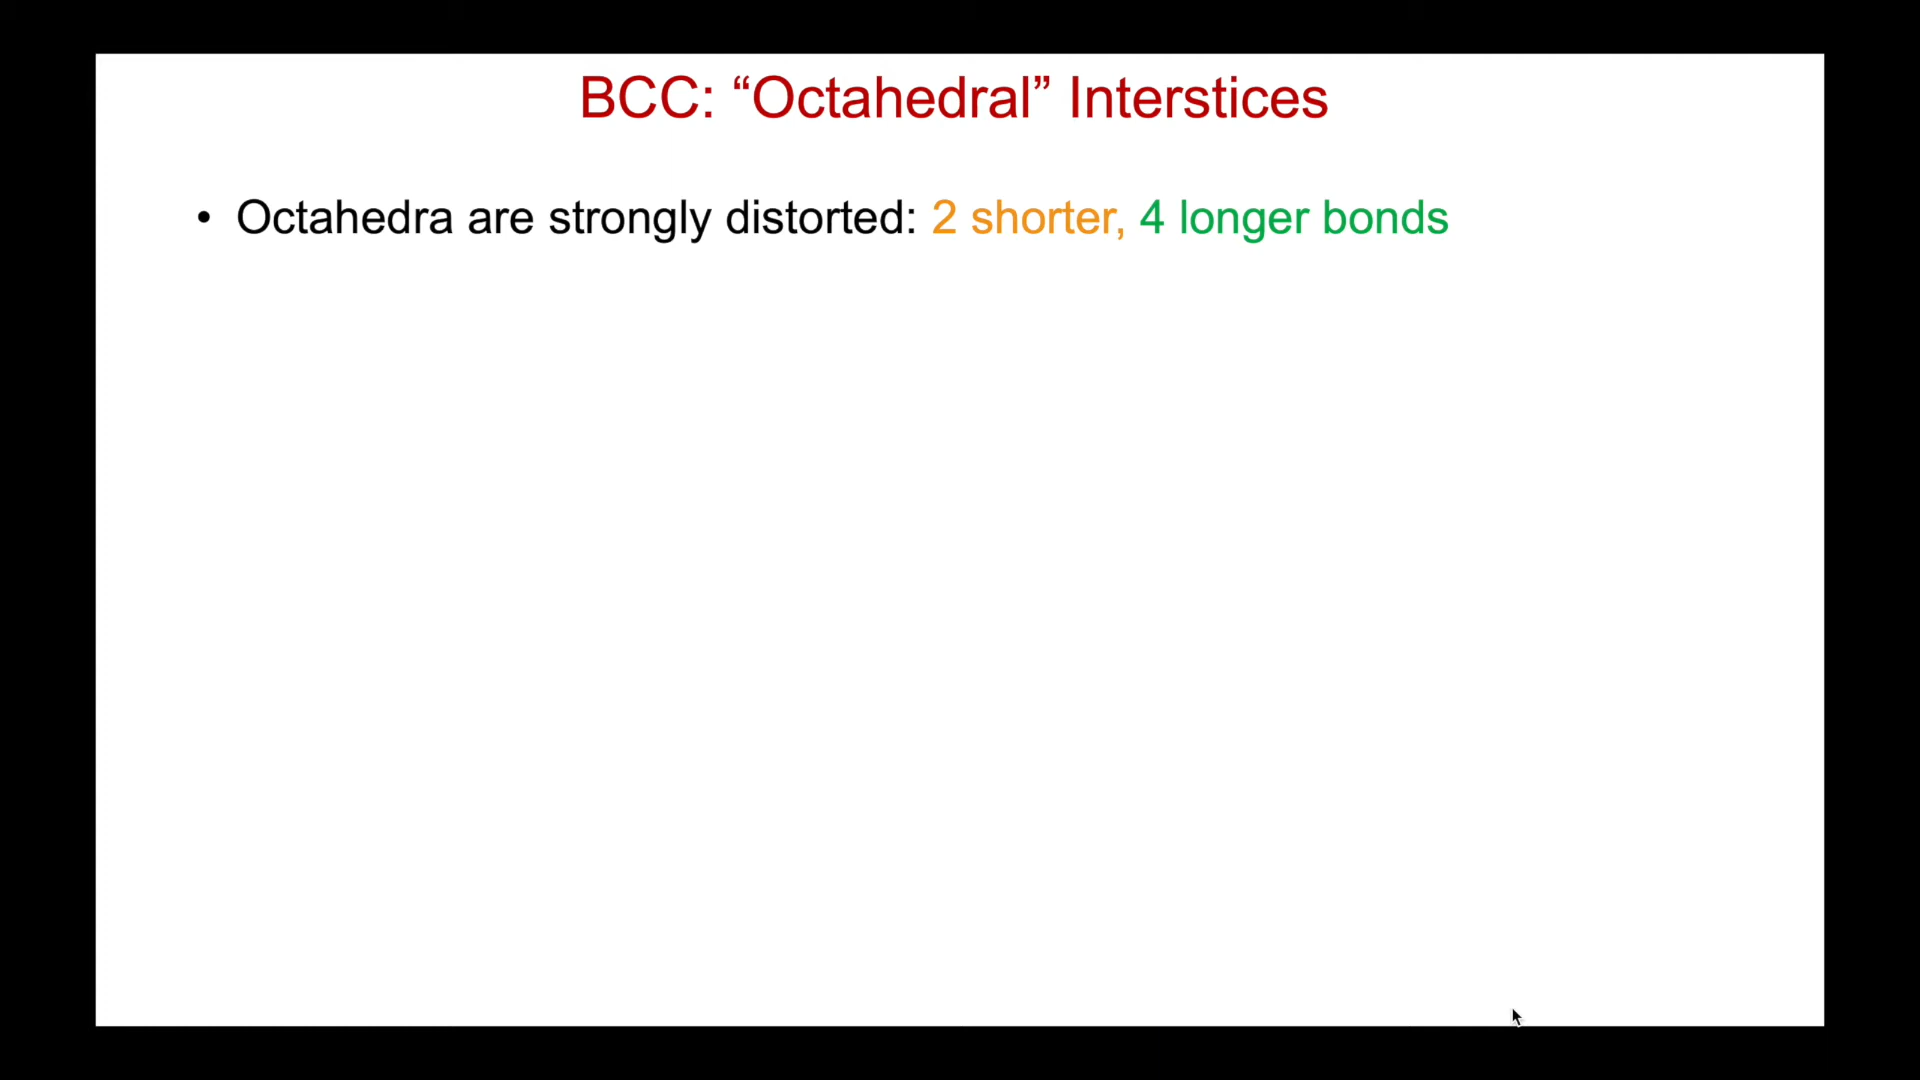 BCC: “Octahedral” Interstices
• Octahedra are strongly distorted: 2 shorter, 4 longer bonds